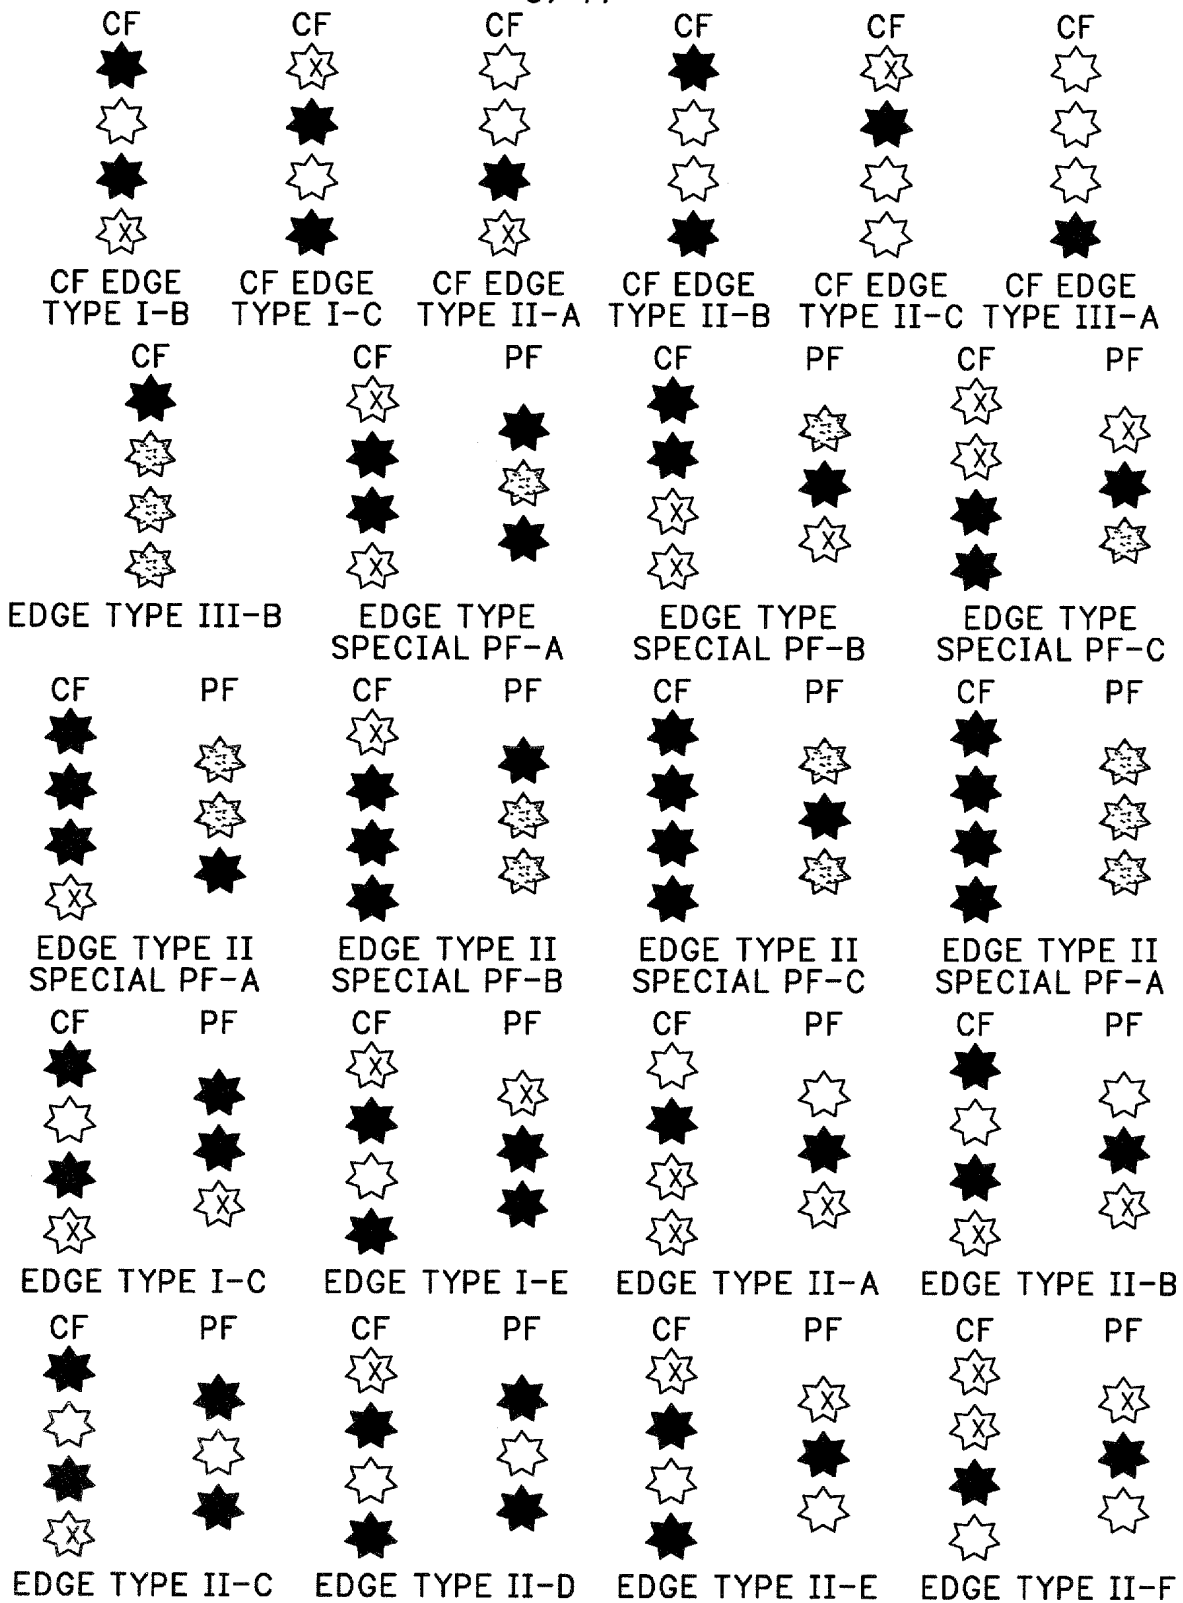 CF CF CF CF CF CF
X X
X X
CF EDGE CF EDGE CF EDGE CF EDGE CF EDGE CF EDGE
TYPE I-B TYPE I-C TYPE II-A TYPE II-B TYPE II-C TYPE III-A
CF CF PF CF PF CF PF
X X
X
X
X X
X X
EDGE TYPE III-B EDGE TYPE EDGE TYPE EDGE TYPE
SPECIAL PF-A SPECIAL PF-B SPECIAL PF-C
CF PF CF PF CF PF CF PF
X
X
EDGE TYPE II EDGE TYPE II EDGE TYPE II EDGE TYPE II
SPECIAL PF-A SPECIAL PF-B SPECIAL PF-C SPECIAL PF-A
CF PF CF PF CF PF CF PF
X
X
X
X X X
X X X
EDGE TYPE I-C EDGE TYPE I-E EDGE TYPE II-A EDGE TYPE II-B
CF PF CF PF CF PF CF PF
X X X
X X
X
X
EDGE TYPE II-C EDGE TYPE II-D EDGE TYPE II-E EDGE TYPE II-F